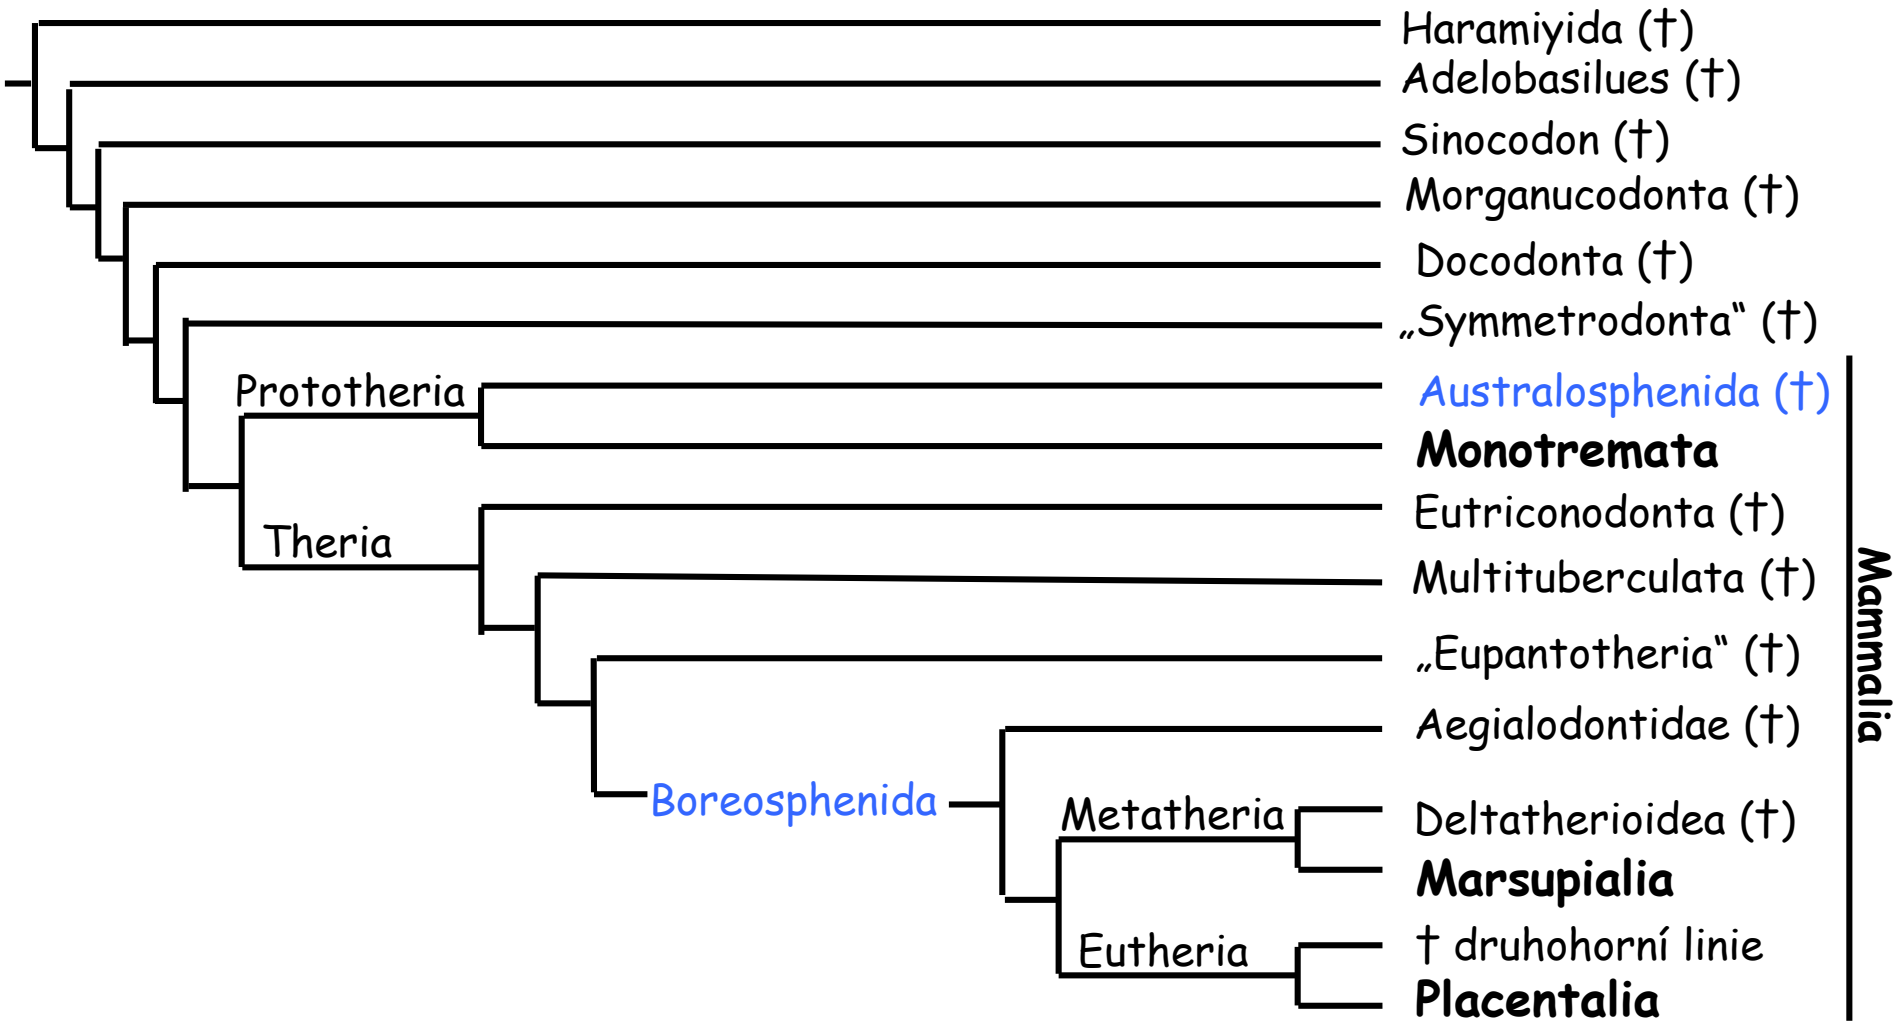 Haramiyida (†)
Adelobasilues (†)
Sinocodon (†)
Morganucodonta (†)
Docodonta (†)
„Symmetrodonta“ (†)
Prototheria
Australosphenida (†)
Monotremata
Eutriconodonta (†)
Theria
Multituberculata (†)
„Eupantotheria“ (†)
Mammalia
Aegialodontidae (†)
Boreosphenida
Metatheria
Deltatherioidea (†)
Marsupialia
Eutheria
† druhohorní linie
Placentalia